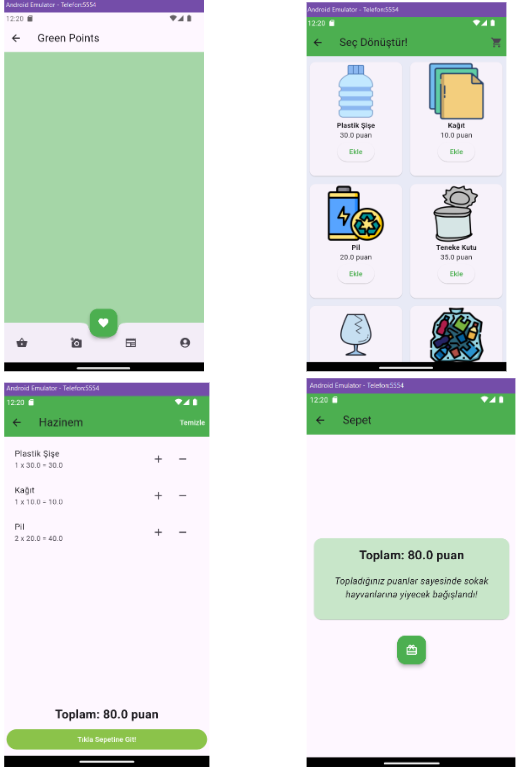 Android Emulator - Telefon:5554
12:20
Green Points
Android Emulator - Telefon:5554
12:20
Seç Dönüştür!
Plastik Şişe
30.0 puan
Ekle
Kağıt
10.0 puan
Ekle
Pil
20.0 puan
Ekle
Teneke Kutu
35.0 puan
Ekle
Android Emulator - Telefon:5554
12:20
Hazinem
Temizle
Plastik Şişe
1 x 30.0 = 30.0
Kağıt
1 x 10.0 = 10.0
Pil
2 x 20.0 = 40.0
Toplam: 80.0 puan
Tıkla Sepetine Git!
Android Emulator - Telefon:5554
12:20
Sepet
Toplam: 80.0 puan
Topladığınız puanlar sayesinde sokak
hayvanlarına yiyecek bağışlandı!